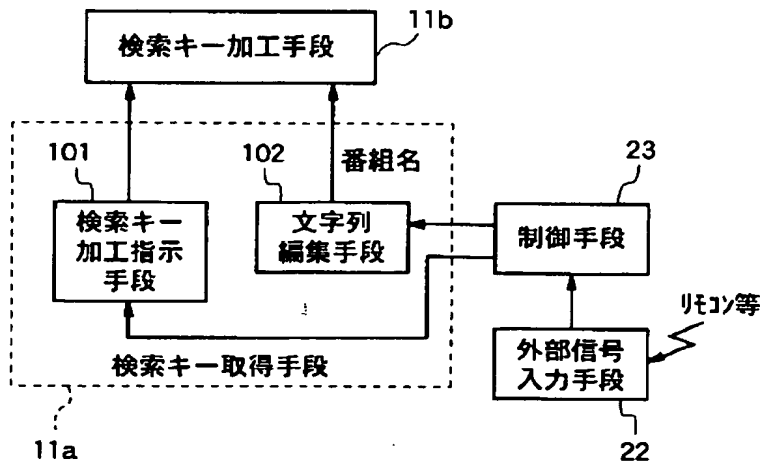 11b
検索キー加工手段
101
102
番組名
23
検索キー
加工指示
手段
文字列
編集手段
制御手段
リモコン等
外部信号
入力手段
検索キー取得手段
11a
22